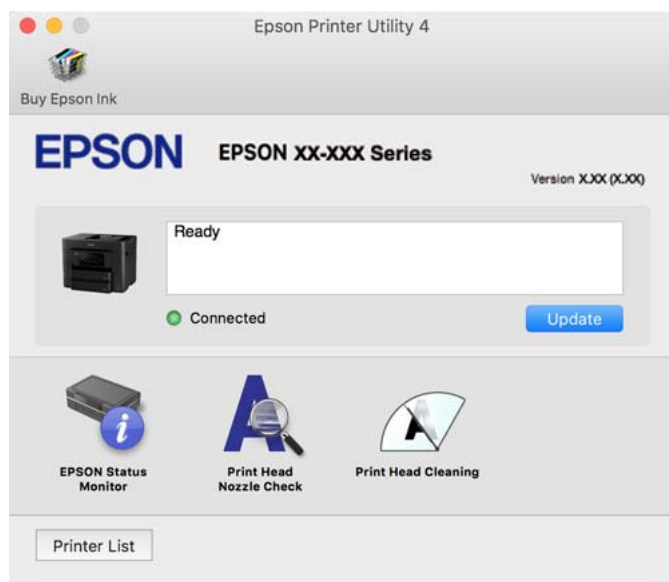 Epson Printer Utility 4
Buy Epson Ink
EPSON
EPSON XX-XXX Series
Version X.XX (X.XX)
Ready
Connected
Update
EPSON Status
Monitor
Print Head
Nozzle Check
Print Head Cleaning
Printer List